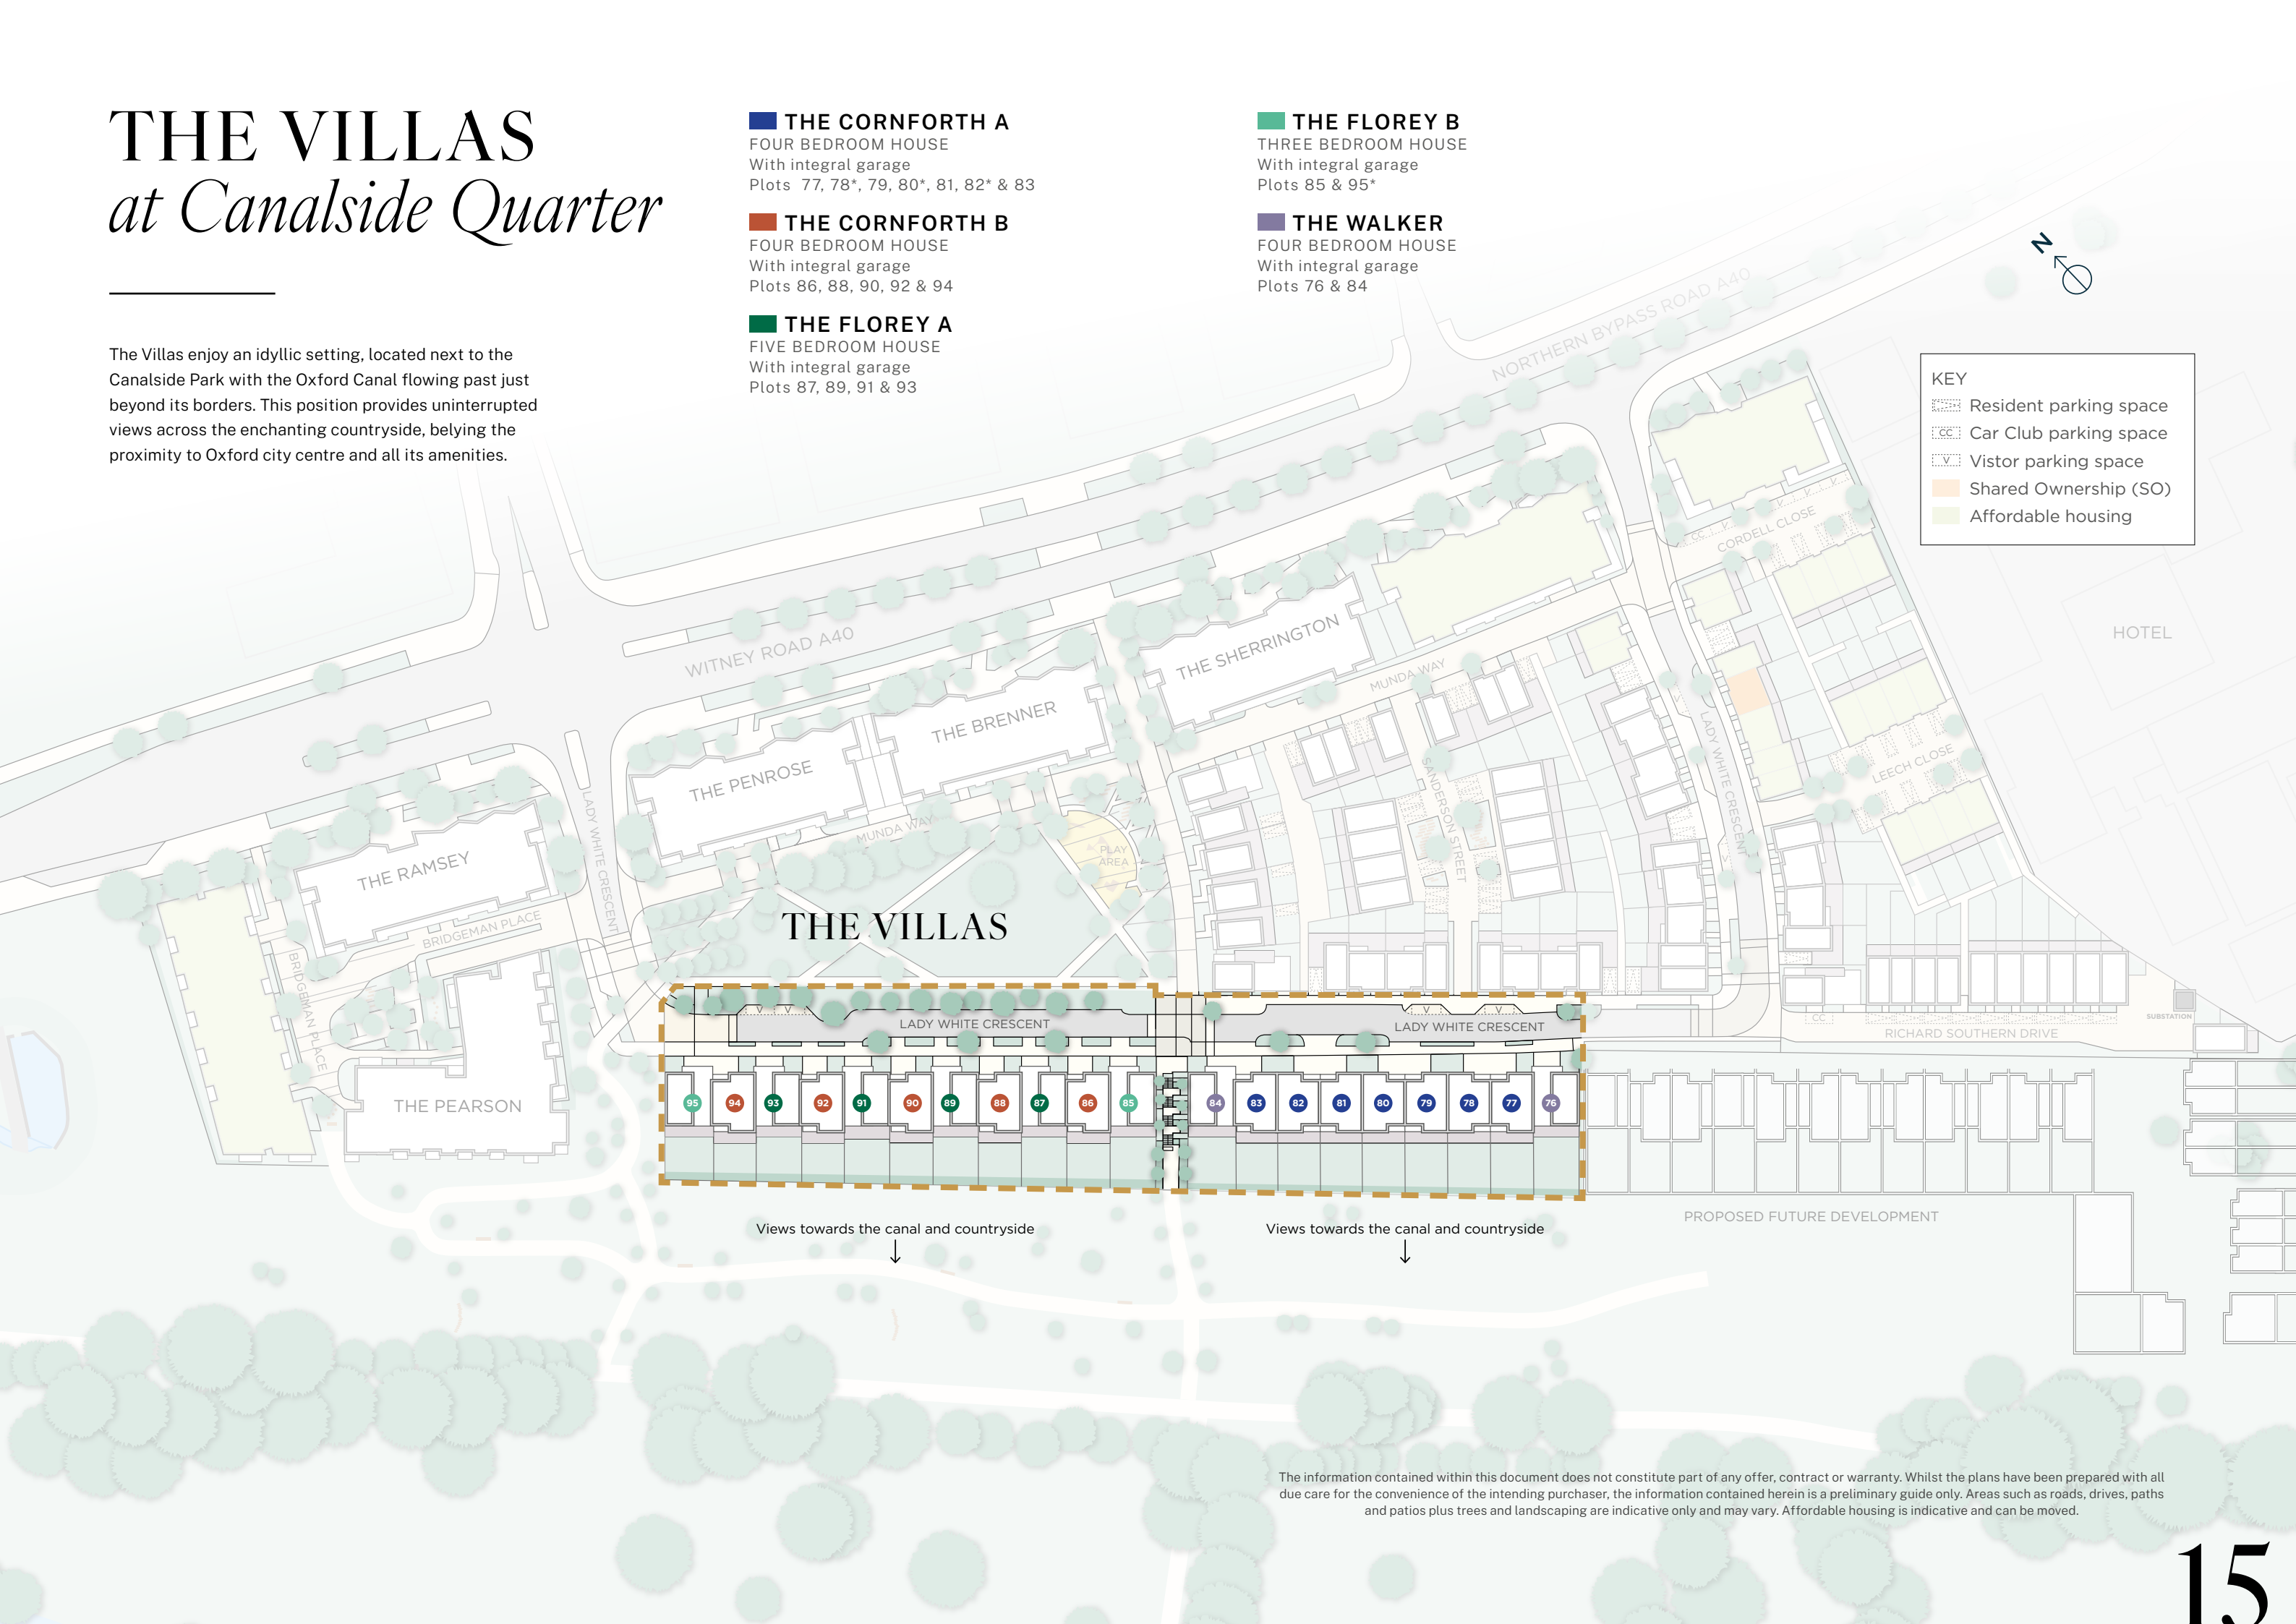 THE VILLAS
at Canalside Quarter
The Villas enjoy an idyllic setting, located next to the
Canalside Park with the Oxford Canal flowing past just
beyond its borders. This position provides uninterrupted
views across the enchanting countryside, belying the
proximity to Oxford city centre and all its amenities.
THE CORNFORTH A
FOUR BEDROOM HOUSE
With integral garage
Plots 77, 78*, 79, 80*, 81, 82* & 83
THE CORNFORTH B
FOUR BEDROOM HOUSE
With integral garage
Plots 86, 88, 90, 92 & 94
THE FLOREY A
FIVE BEDROOM HOUSE
With integral garage
Plots 87, 89, 91 & 93
THE FLOREY B
THREE BEDROOM HOUSE
With integral garage
Plots 85 & 95*
THE WALKER
FOUR BEDROOM HOUSE
With integral garage
Plots 76 & 84
N
KEY
Resident parking space
CC Car Club parking space
V Vistor parking space
Shared Ownership (SO)
Affordable housing
NORTHERN BYPASS ROAD A40
WITNEY ROAD A40
HOTEL
CC
V
V
V
V
CORDELL CLOSE
THE SHERRINGTON
MUNDA WAY
THE BRENNER
THE PENROSE
MUNDA WAY
LADY WHITE CRESCENT
SANDERSON STREET
LADY WHITE CRESCENT
LEECH CLOSE
PLAY
AREA
THE RAMSEY
BRIDGEMAN PLACE
BRIDGEMAN PLACE
THE PEARSON
THE VILLAS
V V
LADY WHITE CRESCENT
V V
LADY WHITE CRESCENT
CC
RICHARD SOUTHERN DRIVE
SUBSTATION
95 94 93 92 91 90 89 88 87 86 85 84 83 82 81 80 79 78 77 76
PROPOSED FUTURE DEVELOPMENT
Views towards the canal and countryside
Views towards the canal and countryside
The information contained within this document does not constitute part of any offer, contract or warranty. Whilst the plans have been prepared with all
due care for the convenience of the intending purchaser, the information contained herein is a preliminary guide only. Areas such as roads, drives, paths
and patios plus trees and landscaping are indicative only and may vary. Affordable housing is indicative and can be moved.
15